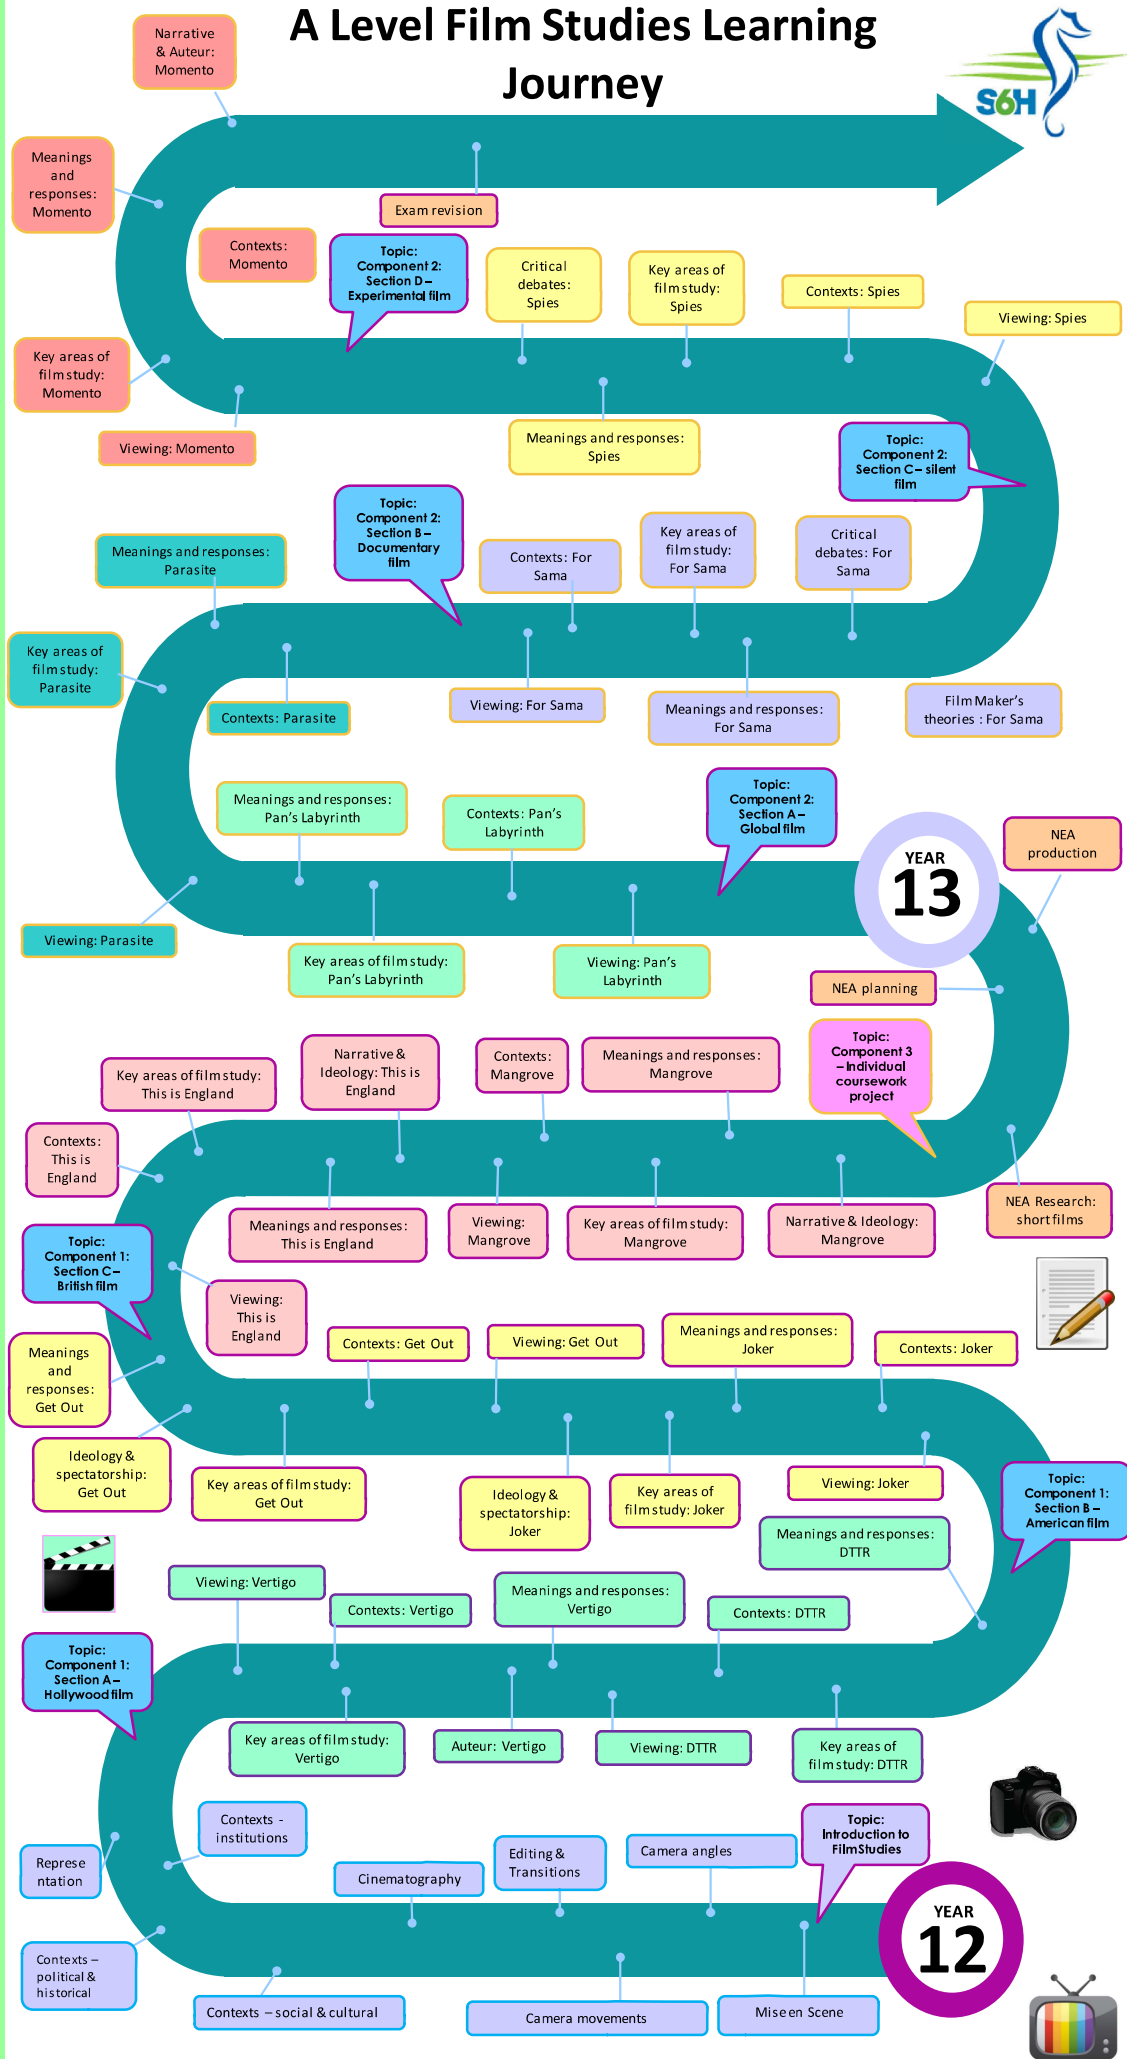 A Level Film Studies Learning
Journey
S6H
Narrative
& Auteur:
Momento
Meanings
and
responses:
Momento
Exam revision
Contexts:
Momento
Topic:
Component 2:
Section D –
Experimental film
Critical
debates:
Spies
Key areas of
film study:
Spies
Contexts: Spies
Viewing: Spies
Key areas of
film study:
Momento
Viewing: Momento
Meanings and responses:
Spies
Topic:
Component 2:
Section C – silent
film
Topic:
Component 2:
Section B –
Documentary
film
Meanings and responses:
Parasite
Contexts: For
Sama
Key areas of
film study:
For Sama
Critical
debates: For
Sama
Key areas of
film study:
Parasite
Contexts: Parasite
Viewing: For Sama
Meanings and responses:
For Sama
Film Maker's
theories : For Sama
Meanings and responses:
Pan's Labyrinth
Contexts: Pan's
Labyrinth
Topic:
Component 2:
Section A –
Global film
YEAR
13
NEA
production
Viewing: Parasite
Key areas of film study:
Pan's Labyrinth
Viewing: Pan's
Labyrinth
NEA planning
Key areas of film study:
This is England
Narrative &
Ideology: This is
England
Contexts:
Mangrove
Meanings and responses:
Mangrove
Topic:
Component 3
– Individual
coursework
project
Contexts:
This is
England
Meanings and responses:
This is England
Viewing:
Mangrove
Key areas of film study:
Mangrove
Narrative & Ideology:
Mangrove
NEA Research:
short films
Topic:
Component 1:
Section C –
British film
Viewing:
This is
England
Meanings
and
responses:
Get Out
Contexts: Get Out
Viewing: Get Out
Meanings and responses:
Joker
Contexts: Joker
Ideology &
spectatorship:
Get Out
Key areas of film study:
Get Out
Ideology &
spectatorship:
Joker
Key areas of
film study: Joker
Viewing: Joker
Topic:
Component 1:
Section B –
American film
Meanings and responses:
DTTR
Viewing: Vertigo
Contexts: Vertigo
Meanings and responses:
Vertigo
Contexts: DTTR
Topic:
Component 1:
Section A –
Hollywood film
Key areas of film study:
Vertigo
Auteur: Vertigo
Viewing: DTTR
Key areas of
film study: DTTR
Contexts -
institutions
Represe
ntation
Cinematography
Editing &
Transitions
Camera angles
Topic:
Introduction to
Film Studies
YEAR
12
Contexts –
political &
historical
Contexts – social & cultural
Camera movements
Mise en Scene